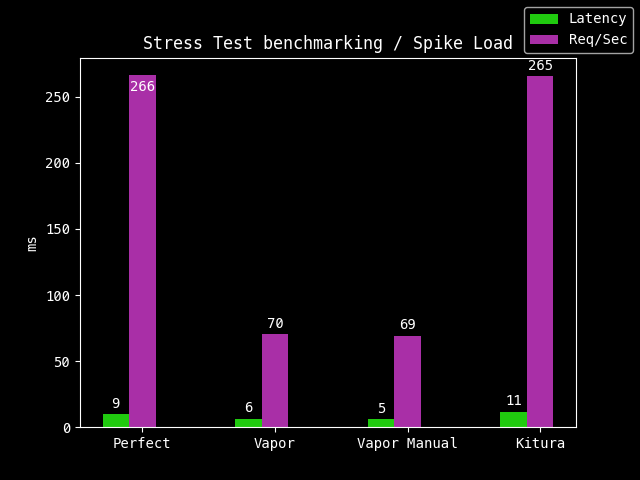 Latency
Req/Sec
Stress Test benchmarking / Spike Load
ms
250
200
150
100
50
0
266
265
70
69
9
6
5
11
Perfect
Vapor
Vapor Manual
Kitura